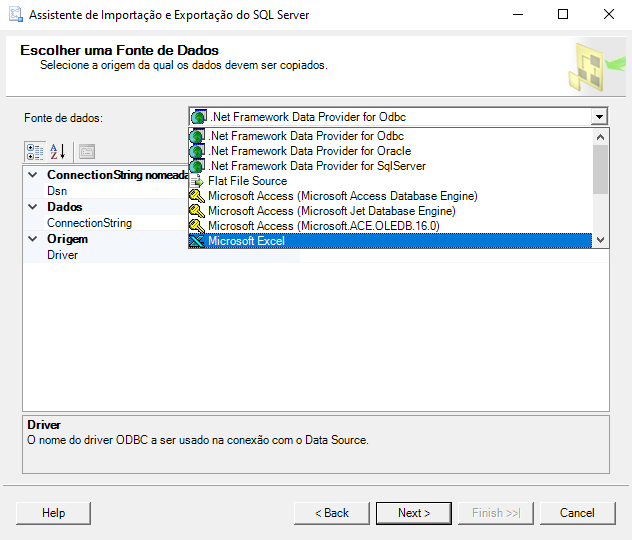 Assistente de Importação e Exportação do SQL Server
Escolher uma Fonte de Dados
Selecione a origem da qual os dados devem ser copiados.
Fonte de dados:
.Net Framework Data Provider for Odbc
.Net Framework Data Provider for Odbc
.Net Framework Data Provider for Oracle
.Net Framework Data Provider for SqlServer
Flat File Source
Microsoft Access (Microsoft Access Database Engine)
Microsoft Access (Microsoft Jet Database Engine)
Microsoft Access (Microsoft.ACE.OLEDB.16.0)
Microsoft Excel
ConnectionString nomeada
Dsn
Dados
ConnectionString
Origem
Driver
Driver
O nome do driver ODBC a ser usado na conexão com o Data Source.
Help
< Back
Next >
Finish >>|
Cancel